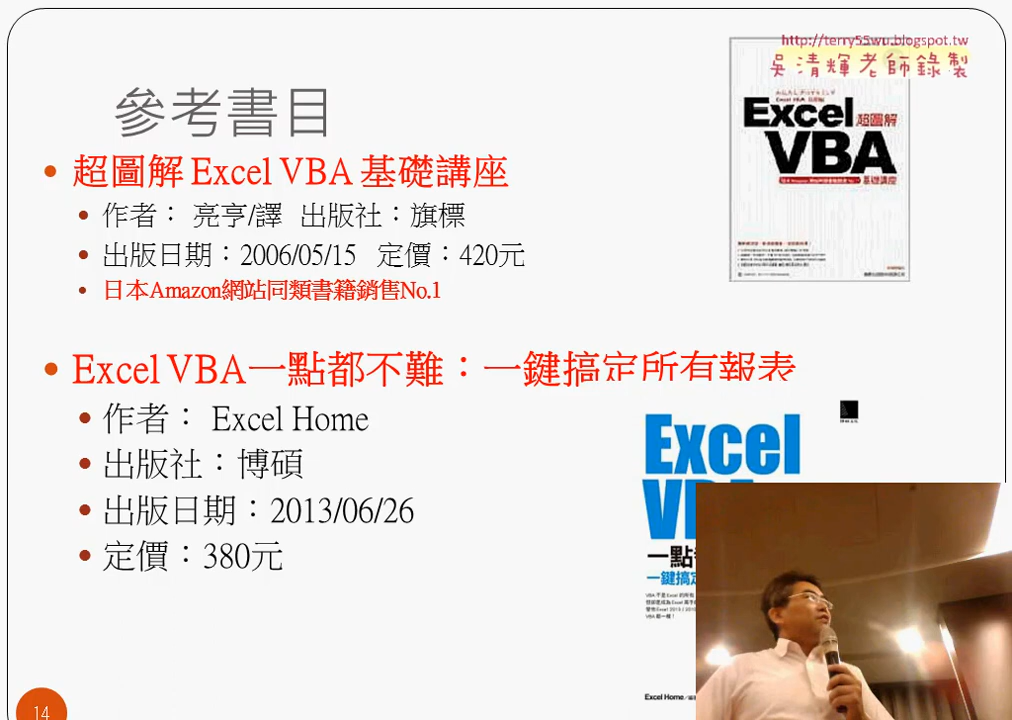 http://terry55wu.blogspot.tw
吳清輝老師錄製
參考書目
超圖解 Excel VBA 基礎講座
作者： 亮亨/譯 出版社：旗標
出版日期：2006/05/15 定價：420元
日本Amazon網站同類書籍銷售No.1
Excel 超圖解
VBA
基礎講座
Excel VBA一點都不難：一鍵搞定所有報表
作者： Excel Home
出版社：博碩
出版日期：2013/06/26
定價：380元
Excel
VBA
一點
一鍵搞定
Excel Home
14